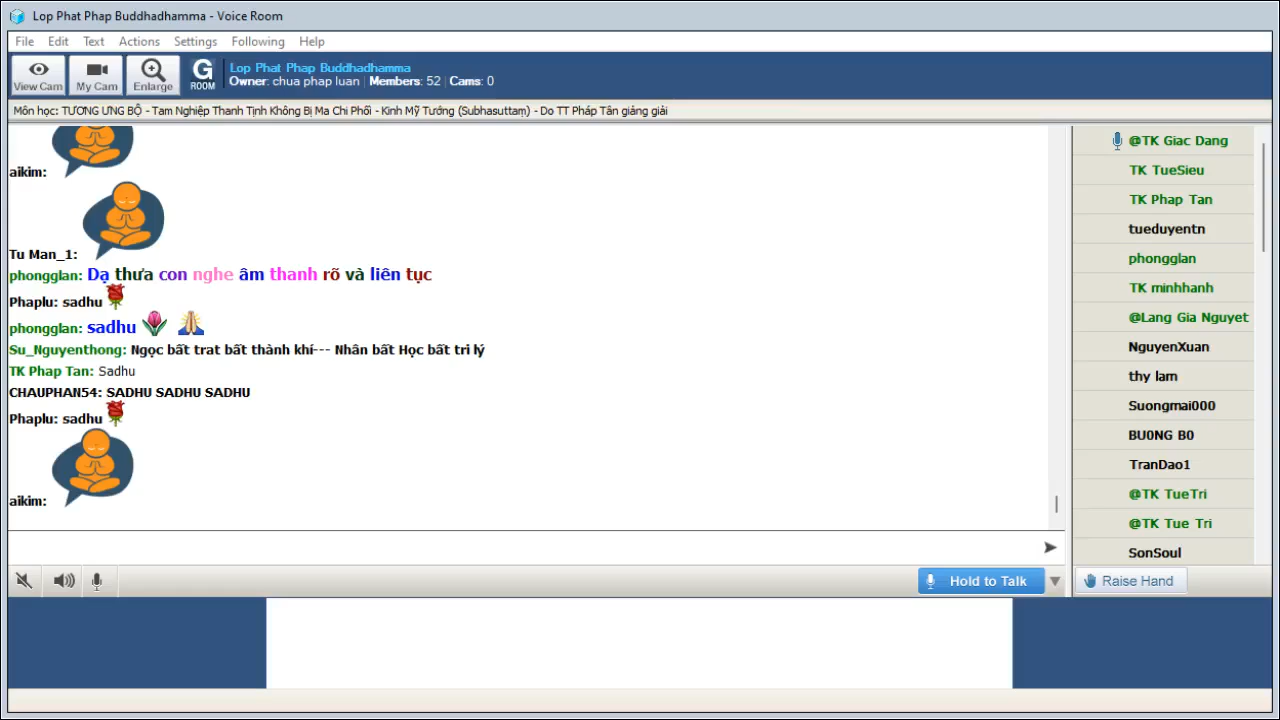 Lop Phat Phap Buddhadhamma - Voice Room
File Edit Text Actions Settings Following Help
View Cam My Cam Enlarge G ROOM
Lop Phat Phap Buddhadhamma
Owner: chua phap luan | Members: 52 | Cams: 0
Môn học: TƯƠNG ƯNG BỘ - Tam Nghiệp Thanh Tịnh Không Bị Ma Chi Phối - Kinh Mỹ Tướng (Subhasuttaṃ) - Do TT Pháp Tân giảng giải
aikim:
Tu Man_1:
phongglan: Dạ thưa con nghe âm thanh rõ và liên tục
Phaplu: sadhu
phongglan: sadhu
Su_Nguyenthong: Ngọc bất trat bất thành khí--- Nhân bất Học bất tri lý
TK Phap Tan: Sadhu
CHAUPHAN54: SADHU SADHU SADHU
Phaplu: sadhu
aikim:
@TK Giac Dang
TK TueSieu
TK Phap Tan
tueduyentn
phongglan
TK minhhanh
@Lang Gia Nguyet
NguyenXuan
thy lam
Suongmai000
BU0NG B0
TranDao1
@TK TueTri
@TK Tue Tri
SonSoul
Hold to Talk
Raise Hand